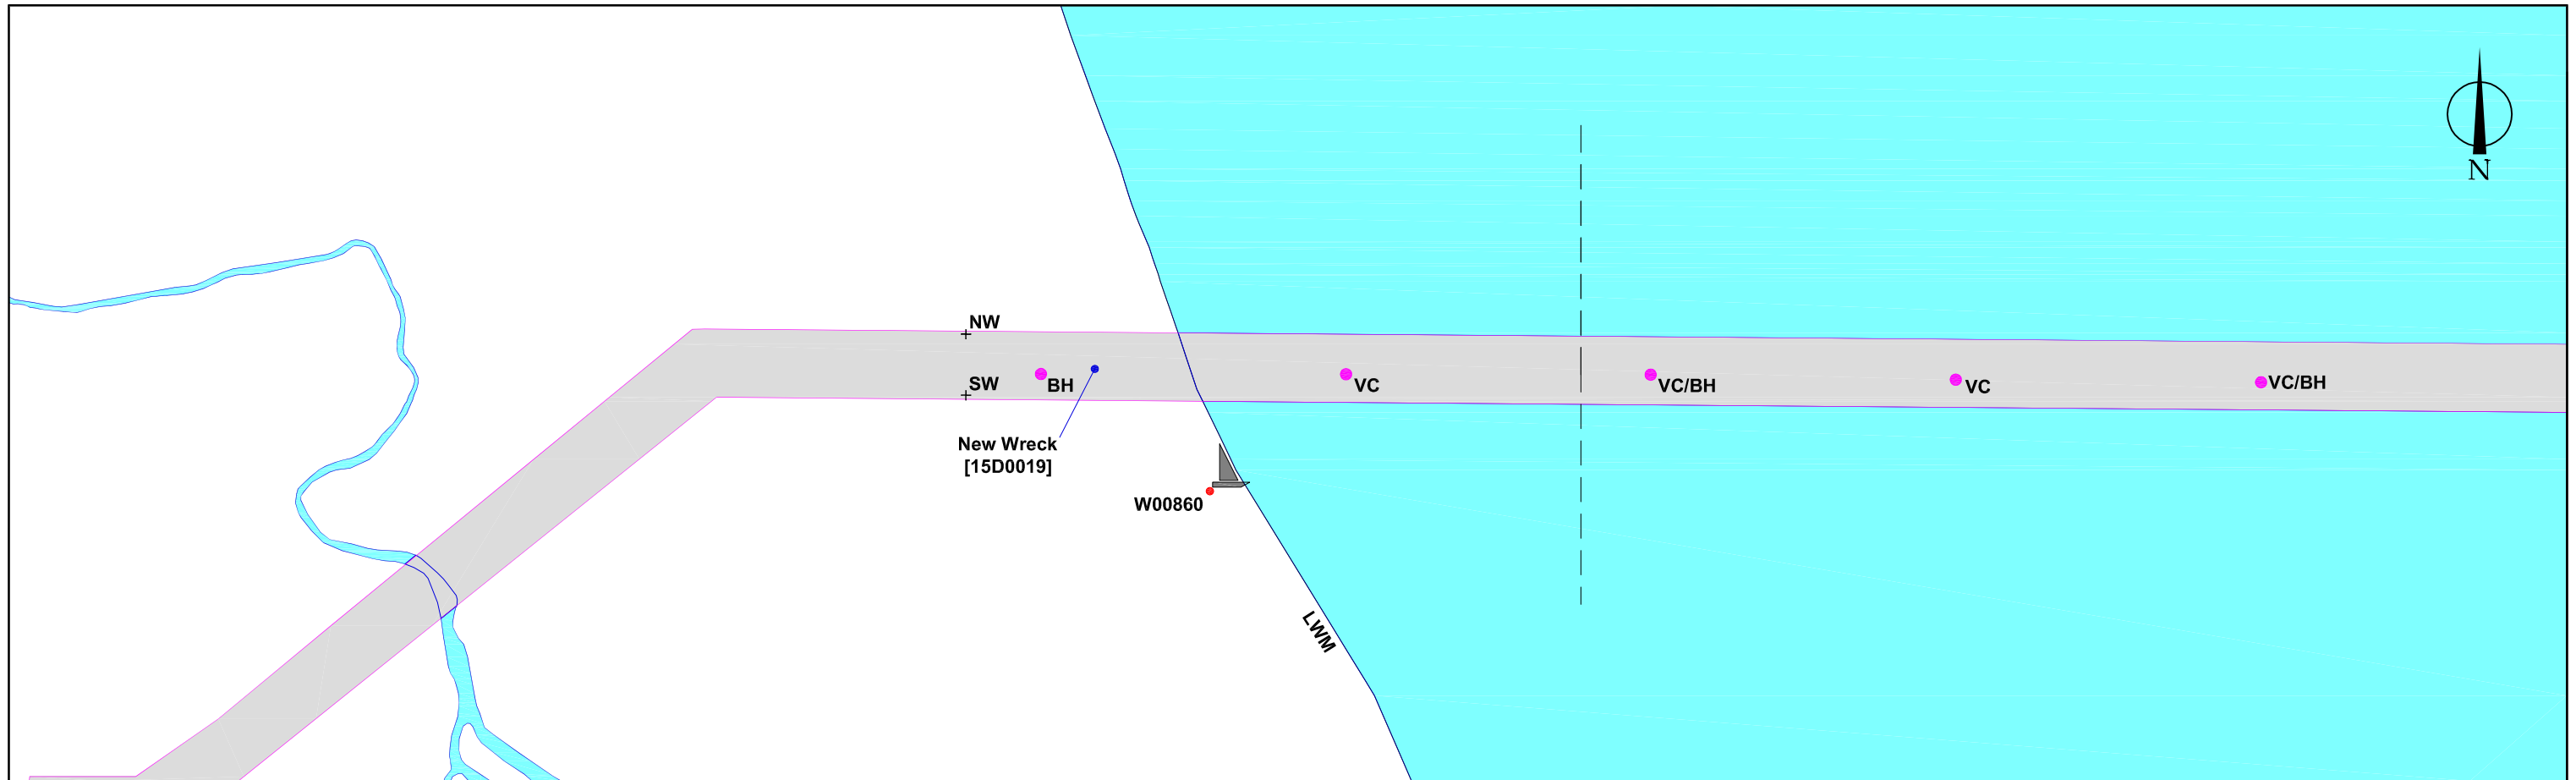 N
NW
SW
BH
VC
VC/BH
VC
VC/BH
New Wreck
[15D0019]
W00860
LWM